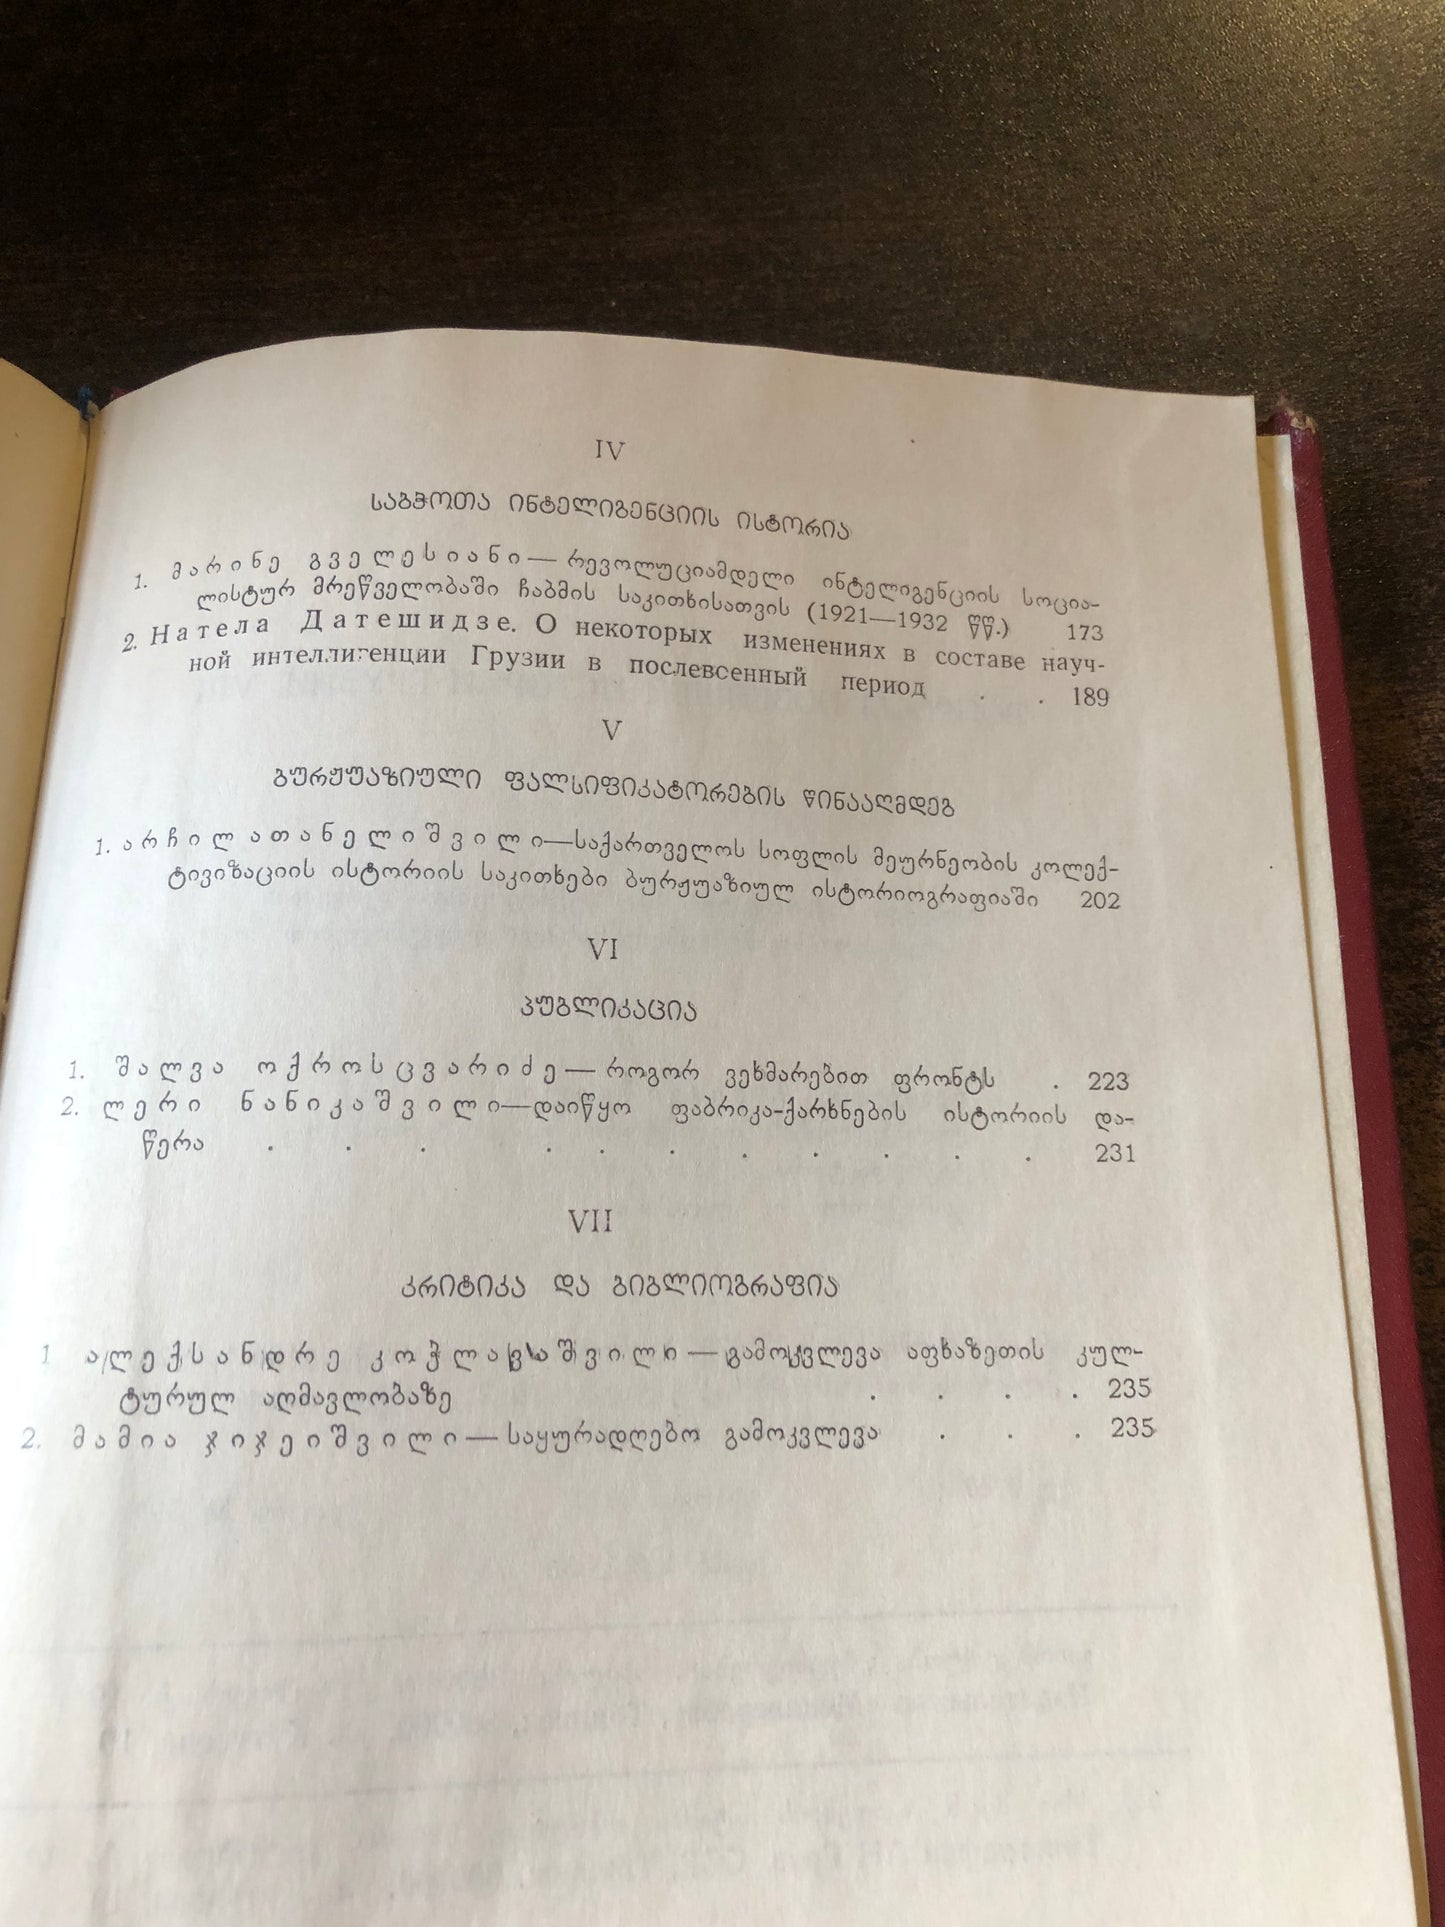 IV
საბჭოთა ინტელიგენციის ისტორია
1. მარინე გველესიანი — რევოლუციამდელი ინტელიგენციის სოცია-
ლისტურ მრეწველობაში ჩაბმის საკითხისათვის (1921—1932 წწ.) 173
2. Натела Датешидзе. О некоторых изменениях в составе науч-
ной интеллигенции Грузии в послевсенный период . . 189
V
ბურჟუაზიული ფალსიფიკატორების წინააღმდეგ
1. არჩილ ათანელიშვილი—საქართველოს სოფლის მეურნეობის კოლექ-
ტივიზაციის ისტორიის საკითხები ბურჟუაზიულ ისტორიოგრაფიაში 202
VI
პუბლიკაცია
1. შალვა ოქროსცვარიძე — როგორ ვეხმარებით ფრონტს . 223
2. ლერი ნანიკაშვილი—დაიწყო ფაბრიკა-ქარხნების ისტორიის და-
წერა . . . . . . . . . . . 231
VII
კრიტიკა და ბიბლიოგრაფია
1 ალექსანდრე კოჭლავაშვილი — გამოკვლევა აფხაზეთის კულ-
ტურულ აღმავლობაზე . . . . 235
2. მამია ჯიჯეიშვილი — საყურადღებო გამოკვლევა . . . 235